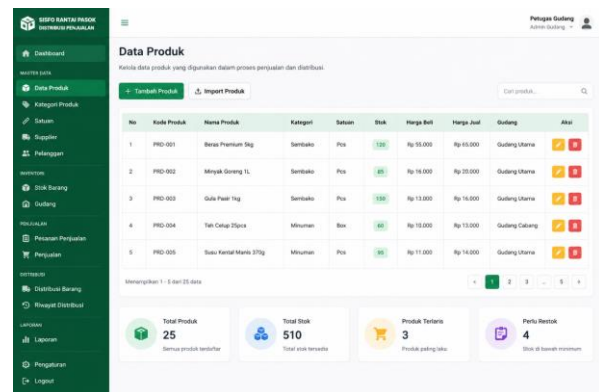 SISFO RANTAI PASOK
DISTRIBUSI PENJUALAN
Petugas Gudang
Admin Gudang
Dashboard
MASTER DATA
Data Produk
Kategori Produk
Satuan
Supplier
Pelanggan
INVENTORI
Stok Barang
Gudang
PENJUALAN
Pesanan Penjualan
Penjualan
DISTRIBUSI
Distribusi Barang
Riwayat Distribusi
LAPORAN
Laporan
Pengaturan
Logout
Data Produk
Kelola data produk yang digunakan dalam proses penjualan dan distribusi.
+ Tambah Produk Import Produk Cari produk...
No Kode Produk Nama Produk Kategori Satuan Stok Harga Beli Harga Jual Gudang Aksi
1 PRD-001 Beras Premium 5kg Sembako Pcs 120 Rp 55.000 Rp 65.000 Gudang Utama
2 PRD-002 Minyak Goreng 1L Sembako Pcs 85 Rp 16.000 Rp 20.000 Gudang Utama
3 PRD-003 Gula Pasir 1kg Sembako Pcs 150 Rp 13.000 Rp 16.000 Gudang Utama
4 PRD-004 Teh Celup 25pcs Minuman Box 60 Rp 10.000 Rp 13.000 Gudang Cabang
5 PRD-005 Susu Kental Manis 370g Minuman Pcs Rp 11.000 Rp 14.000 Gudang Utama
Menampilkan 1 - 5 dari 25 data
< 1 2 3 ... 5 >
Total Produk
25
Semua produk terdaftar
Total Stok
510
Total stok tersedia
Produk Terlaris
3
Produk paling laku
Perlu Restok
4
Stok di bawah minimum